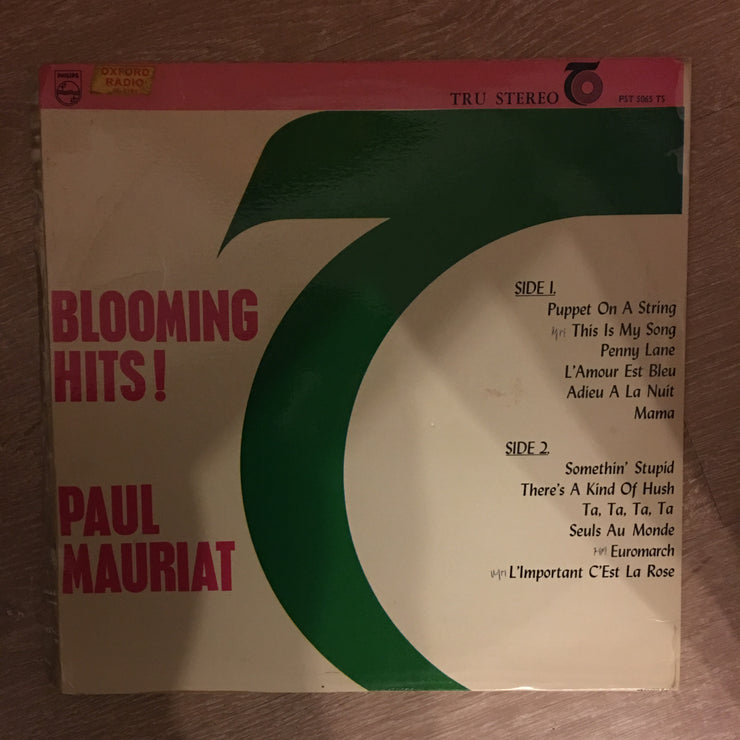 PHILIPS
OXFORD
RADIO
TRU STEREO
PST 5065 TS
BLOOMING
HITS!
PAUL
MAURIAT
SIDE 1.
Puppet On A String
This Is My Song
Penny Lane
L'Amour Est Bleu
Adieu A La Nuit
Mama
SIDE 2.
Somethin' Stupid
There's A Kind Of Hush
Ta, Ta, Ta, Ta
Seuls Au Monde
Euromarch
L'Important C'Est La Rose